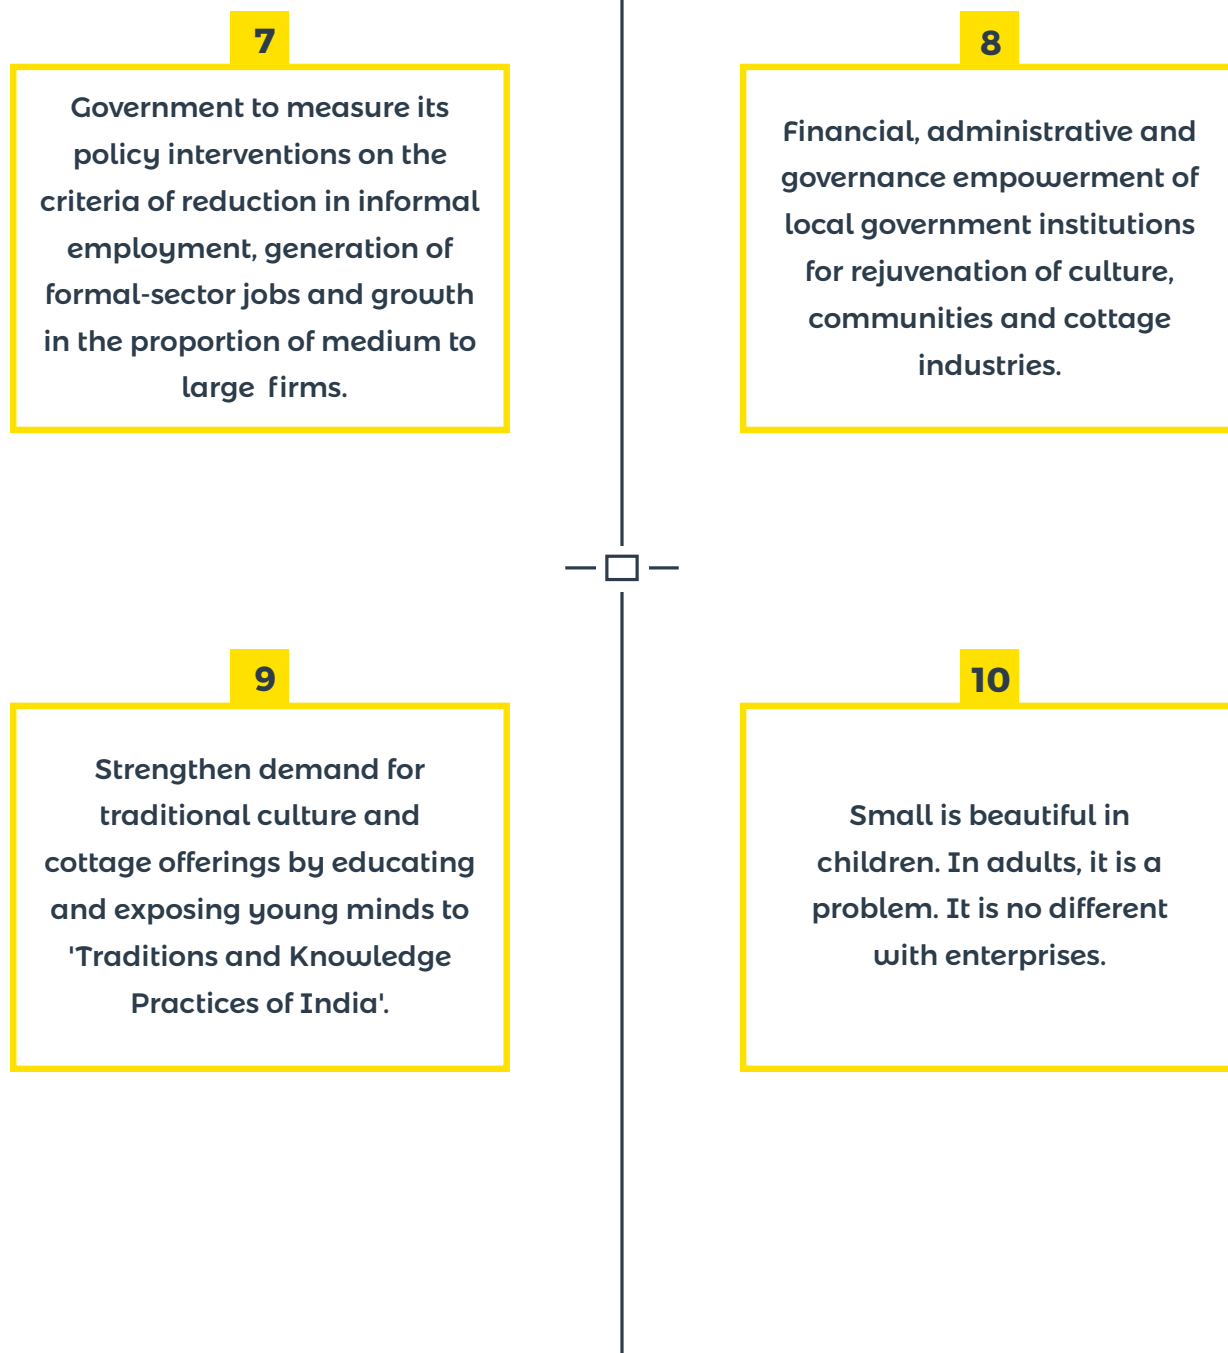 7
Government to measure its
policy interventions on the
criteria of reduction in informal
employment, generation of
formal-sector jobs and growth
in the proportion of medium to
large  firms.
8
Financial, administrative and
governance empowerment of
local government institutions
for rejuvenation of culture,
communities and cottage
industries.
9
Strengthen demand for
traditional culture and
cottage offerings by educating
and exposing young minds to
'Traditions and Knowledge
Practices of India'.
10
Small is beautiful in
children. In adults, it is a
problem. It is no different
with enterprises.